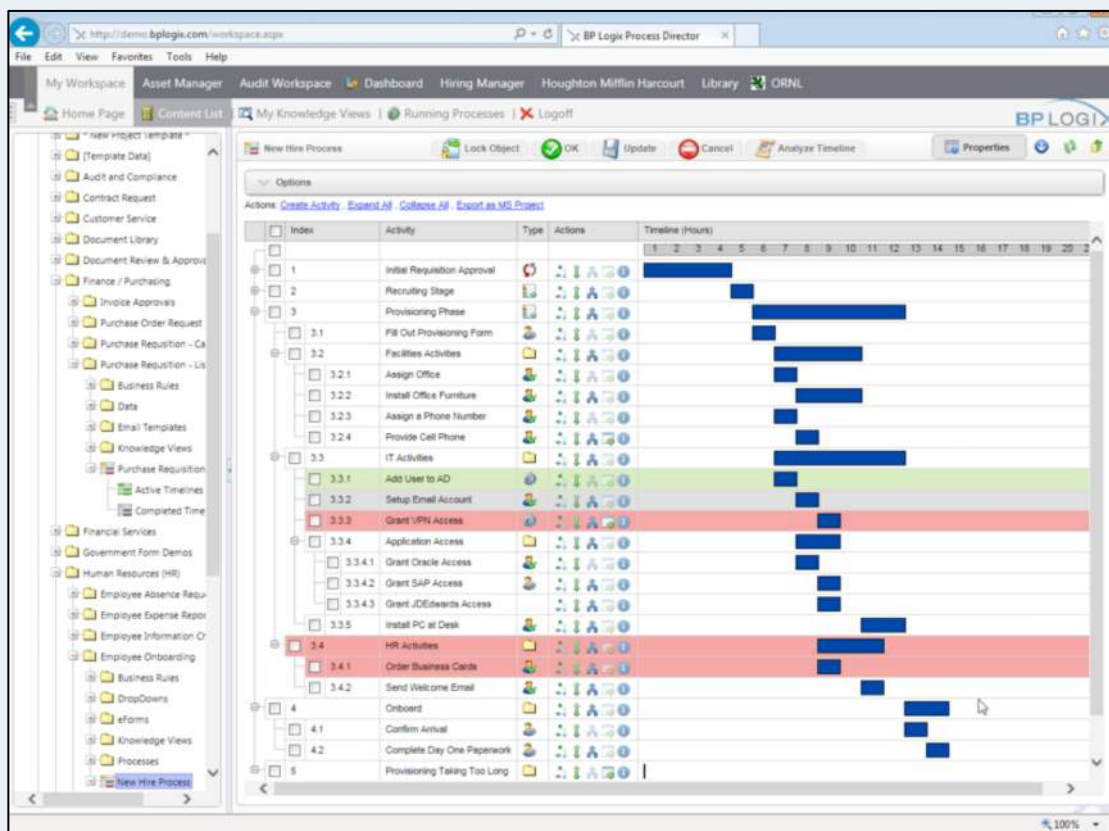 http://demo.bplogix.com/workspace.aspx
BP Logix Process Director
File Edit View Favorites Tools Help
My Workspace Asset Manager Audit Workspace Dashboard Hiring Manager Houghton Mifflin Harcourt Library ORNL
Home Page Content List My Knowledge Views | Running Processes | Logoff
BP LOGIX
* New Project Template *
[Template Data]
Audit and Compliance
Contract Request
Customer Service
Document Library
Document Review & Approva
Finance / Purchasing
Invoice Approvals
Purchase Order Request
Purchase Requsition - Ca
Purchase Requsition - Lis
Business Rules
Data
Email Templates
Knowledge Views
Purchase Requisition
Active Timelines
Completed Time
Financial Services
Government Form Demos
Human Resources (HR)
Employee Absence Reque
Employee Expense Repor
Employee Information Ch
Employee Onboarding
Business Rules
DropDowns
eForms
Knowledge Views
Processes
New Hire Process
New Hire Process Lock Object OK Update Cancel Analyze Timeline Properties
Options
Actions: Create Activity , Expand All , Collapse All , Export as MS Project
Index Activity Type Actions Timeline (Hours)
1 2 3 4 5 6 7 8 9 10 11 12 13 14 15 16 17 18 19 20 2
1 Initial Requisition Approval
2 Recruiting Stage
3 Provisioning Phase
3.1 Fill Out Provisioning Form
3.2 Facilities Activities
3.2.1 Assign Office
3.2.2 Install Office Furniture
3.2.3 Assign a Phone Number
3.2.4 Provide Cell Phone
3.3 IT Activities
3.3.1 Add User to AD
3.3.2 Setup Email Account
3.3.3 Grant VPN Access
3.3.4 Application Access
3.3.4.1 Grant Oracle Access
3.3.4.2 Grant SAP Access
3.3.4.3 Grant JDEdwards Access
3.3.5 Install PC at Desk
3.4 HR Activities
3.4.1 Order Business Cards
3.4.2 Send Welcome Email
4 Onboard
4.1 Confirm Arrival
4.2 Complete Day One Paperwork
5 Provisioning Taking Too Long
100%